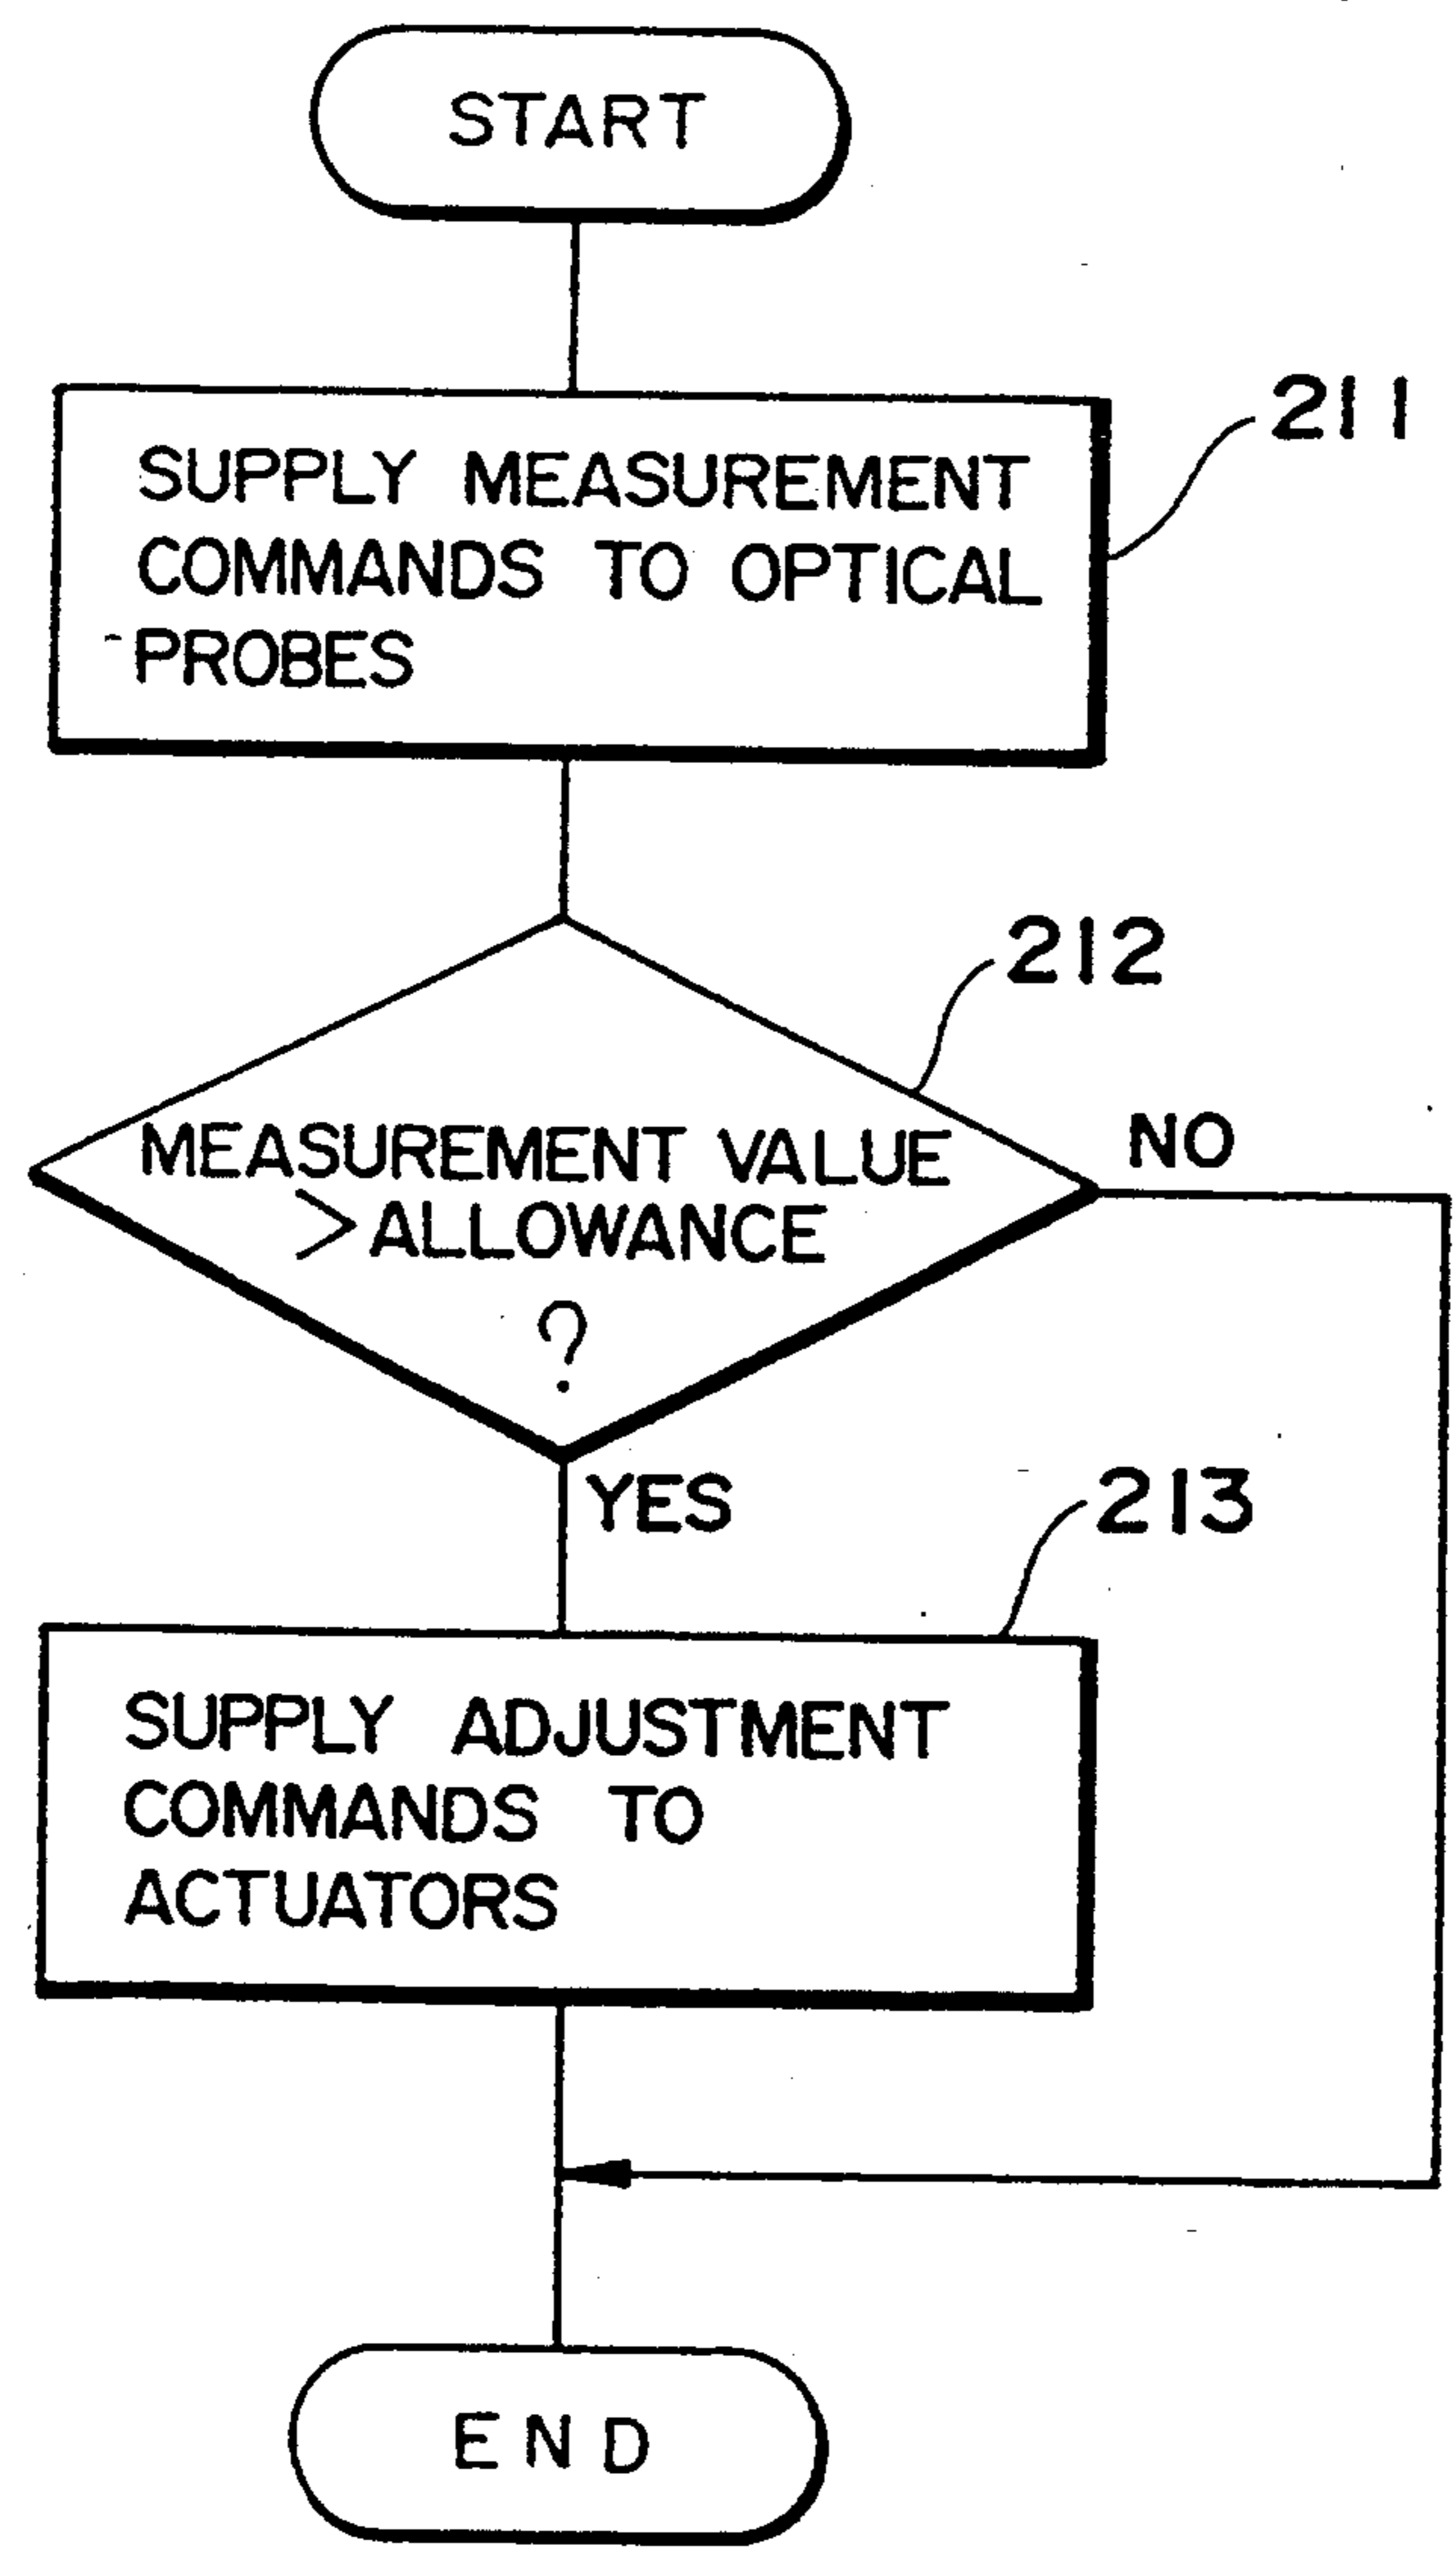 START
211
SUPPLY MEASUREMENT
COMMANDS TO OPTICAL
PROBES
212
MEASUREMENT VALUE
>ALLOWANCE
?
NO
YES
213
SUPPLY ADJUSTMENT
COMMANDS TO
ACTUATORS
END